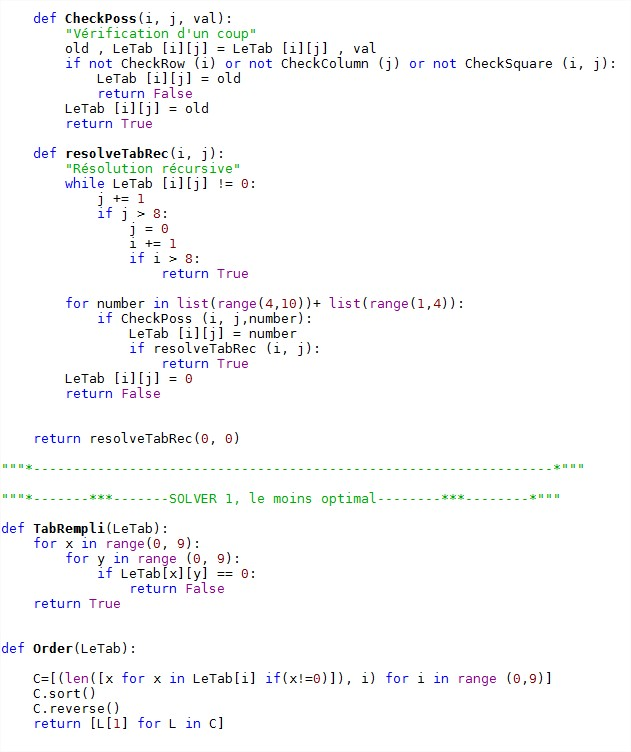 def CheckPoss(i, j, val):
"Vérification d'un coup"
old , LeTab [i][j] = LeTab [i][j] , val
if not CheckRow (i) or not CheckColumn (j) or not CheckSquare (i, j):
LeTab [i][j] = old
return False
LeTab [i][j] = old
return True
def resolveTabRec(i, j):
"Résolution récursive"
while LeTab [i][j] != 0:
j += 1
if j > 8:
j = 0
i += 1
if i > 8:
return True
for number in list(range(4,10))+ list(range(1,4)):
if CheckPoss (i, j,number):
LeTab [i][j] = number
if resolveTabRec (i, j):
return True
LeTab [i][j] = 0
return False
return resolveTabRec(0, 0)
"""*-----------------------------------------------------------------*"""
"""*-------***-------SOLVER 1, le moins optimal--------***--------*"""
def TabRempli(LeTab):
for x in range(0, 9):
for y in range (0, 9):
if LeTab[x][y] == 0:
return False
return True
def Order(LeTab):
C=[(len([x for x in LeTab[i] if(x!=0)]), i) for i in range (0,9)]
C.sort()
C.reverse()
return [L[1] for L in C]